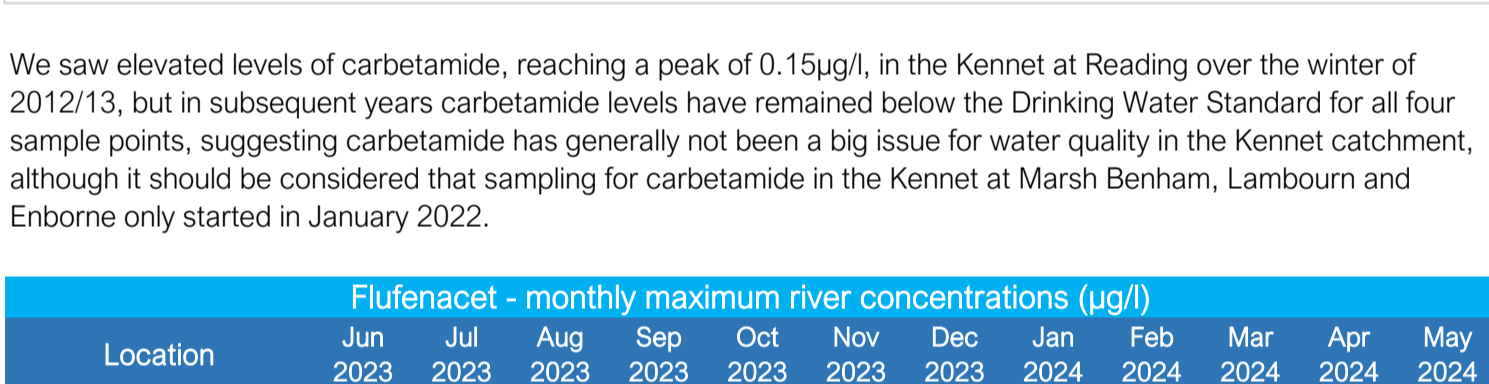 We saw elevated levels of carbetamide, reaching a peak of 0.15µg/l, in the Kennet at Reading over the winter of
2012/13, but in subsequent years carbetamide levels have remained below the Drinking Water Standard for all four
sample points, suggesting carbetamide has generally not been a big issue for water quality in the Kennet catchment,
although it should be considered that sampling for carbetamide in the Kennet at Marsh Benham, Lambourn and
Enborne only started in January 2022.
Flufenacet - monthly maximum river concentrations (µg/l)
Location Jun Jul Aug Sep Oct Nov Dec Jan Feb Mar Apr May
2023 2023 2023 2023 2023 2023 2023 2024 2024 2024 2024 2024